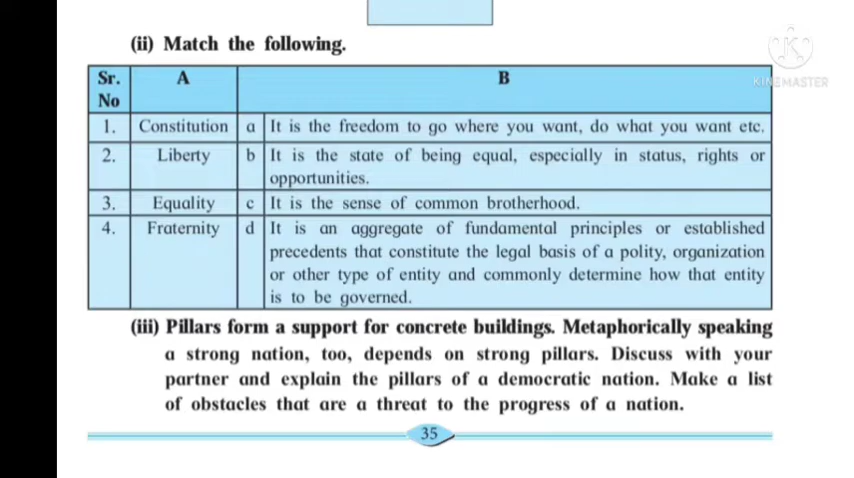 (ii) Match the following.
Sr. No A B
1. Constitution a It is the freedom to go where you want, do what you want etc.
2. Liberty b It is the state of being equal, especially in status, rights or
opportunities.
3. Equality c It is the sense of common brotherhood.
4. Fraternity d It is an aggregate of fundamental principles or established
precedents that constitute the legal basis of a polity, organization
or other type of entity and commonly determine how that entity
is to be governed.
(iii) Pillars form a support for concrete buildings. Metaphorically speaking
a strong nation, too, depends on strong pillars. Discuss with your
partner and explain the pillars of a democratic nation. Make a list
of obstacles that are a threat to the progress of a nation.
35
KINEMASTER